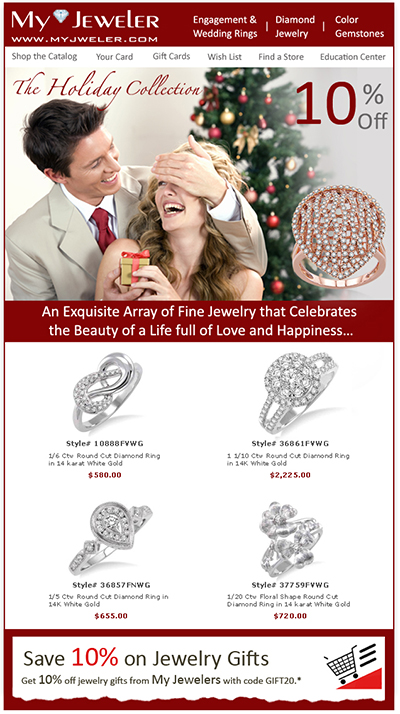 My Jeweler
www.myjweler.com
Engagement & Wedding Rings | Diamond Jewelry | Color Gemstones
Shop the Catalog Your Card Gift Cards Wish List Find a Store Education Center
The Holiday Collection
10% Off
An Exquisite Array of Fine Jewelry that Celebrates
the Beauty of a Life full of Love and Happiness...
Style# 10888FVWG
1/6 Ctw Round Cut Diamond Ring
in 14 karat White Gold
$580.00
Style# 36861FVWG
1 1/10 Ctw Round Cut Diamond Ring
in 14K White Gold
$2,225.00
Style# 36857FNWG
1/5 Ctw Round Cut Diamond Ring in
14K White Gold
$655.00
Style# 37759FVWG
1/20 Ctw Floral Shape Round Cut
Diamond Ring in 14 karat White Gold
$720.00
Save 10% on Jewelry Gifts
Get 10% off jewelry gifts from My Jewelers with code GIFT20.*